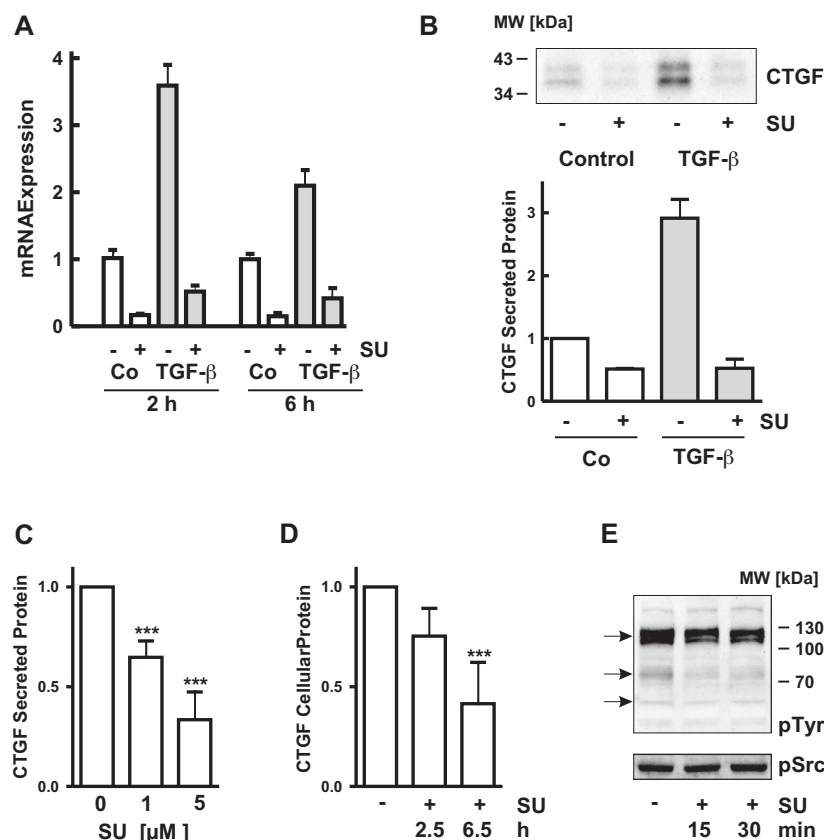 A
4
3
2
1
0
mRNAExpression
- + - + - + - + SU
Co TGF-β Co TGF-β
2 h 6 h
B
MW [kDa]
43
34
CTGF
- + - + SU
Control TGF-β
3
2
1
0
CTGF Secreted Protein
- + - + SU
Co TGF-β
C
1.0
0.5
0.0
CTGF Secreted Protein
***
***
0 1 5
SU [µM ]
D
1.0
0.5
0.0
CTGF CellularProtein
***
- + + SU
2.5 6.5 h
E
MW [kDa]
130
100
70
pTyr
pSrc
- + + SU
15 30 min